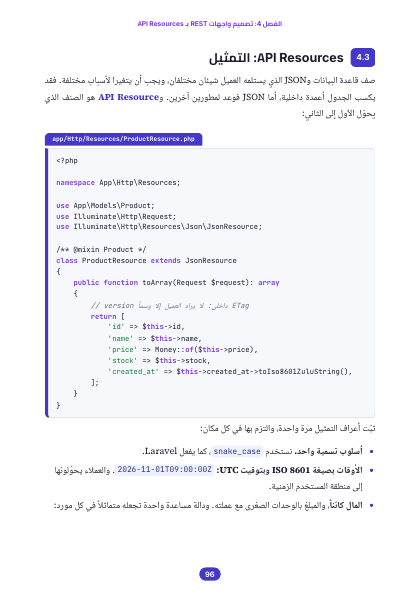 الفصل 4: تصميم واجهات REST بـ API Resources
4.3 API Resources: التمثيل
صف قاعدة البيانات وJSON الذي يستلمه العميل شيئان مختلفان، ويجب أن يتغيرا لأسباب مختلفة. فقد
يكسب الجدول أعمدة داخلية، أما JSON فوعد لمطورين آخرين. وAPI Resource هو الصنف الذي
يحوّل الأول إلى الثاني:
app/Http/Resources/ProductResource.php
<?php
namespace App\Http\Resources;
use App\Models\Product;
use Illuminate\Http\Request;
use Illuminate\Http\Resources\Json\JsonResource;
/** @mixin Product */
class ProductResource extends JsonResource
{
public function toArray(Request $request): array
{
// version داخلي: لا يراه العميل إلا وسماً ETag
return [
'id' => $this->id,
'name' => $this->name,
'price' => Money::of($this->price),
'stock' => $this->stock,
'created_at' => $this->created_at->toIso8601ZuluString(),
];
}
}
ثبّت أعراف التمثيل مرة واحدة، والتزم بها في كل مكان:
• أسلوب تسمية واحد. نستخدم snake_case، كما يفعل Laravel.
• الأوقات بصيغة ISO 8601 وبتوقيت UTC: 2026-11-01T09:00:00Z. والعملاء يحوّلونها
إلى منطقة المستخدم الزمنية.
• المال كائناً، والمبلغ بالوحدات الصغرى مع عملته. ودالة مساعدة واحدة تجعله متماثلاً في كل مورد:
96